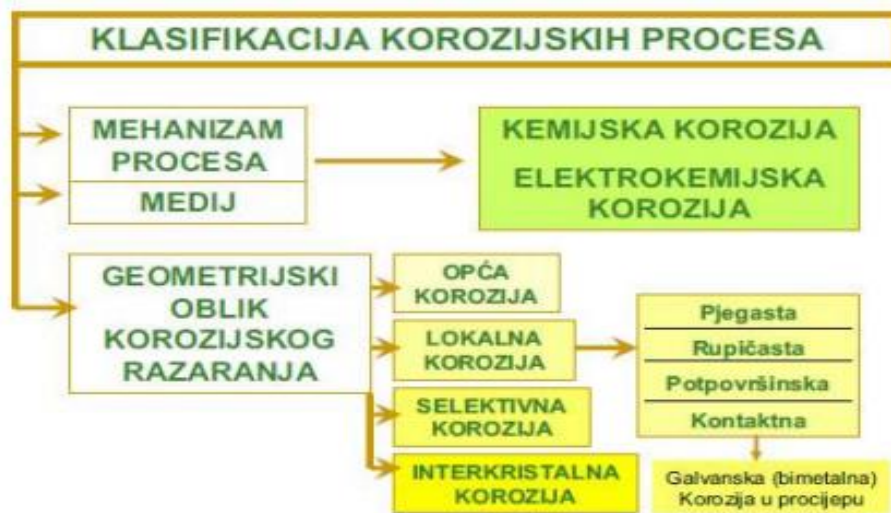 KLASIFIKACIJA KOROZIJSKIH PROCESA
MEHANIZAM
PROCESA
MEDIJ
KEMIJSKA KOROZIJA
ELEKTROKEMIJSKA
KOROZIJA
GEOMETRIJSKI
OBLIK
KOROZIJSKOG
RAZARANJA
OPĆA
KOROZIJA
LOKALNA
KOROZIJA
SELEKTIVNA
KOROZIJA
INTERKRISTALNA
KOROZIJA
Pjegasta
Rupičasta
Potpovršinska
Kontaktna
Galvanska (bimetalna)
Korozija u procijepu